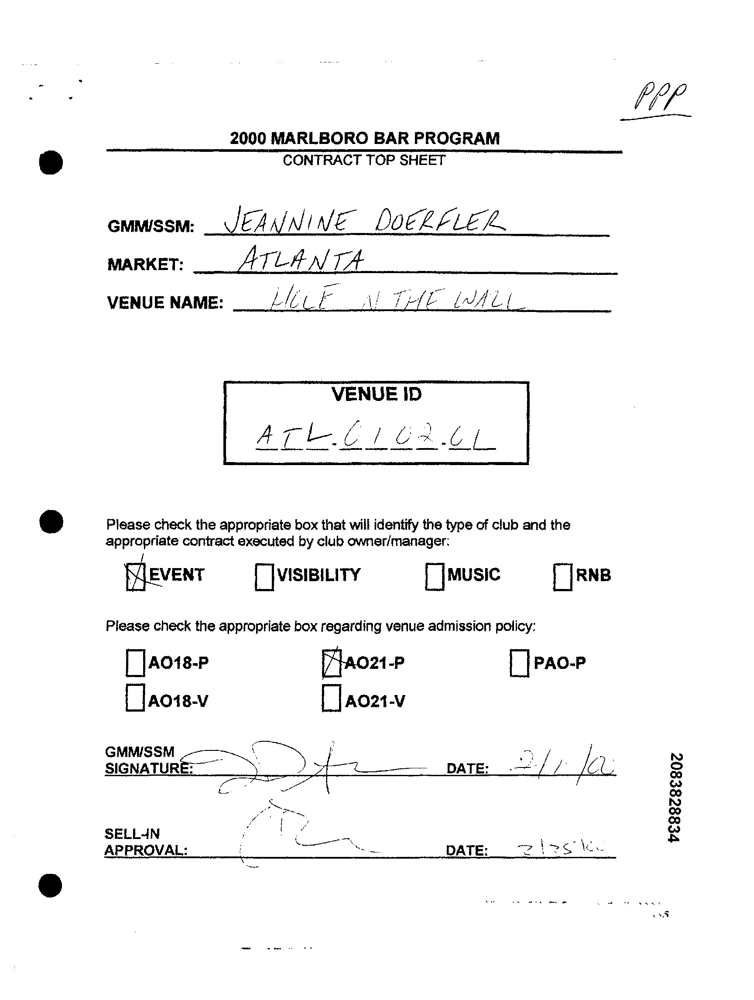 PPP
2000 MARLBORO BAR PROGRAM
CONTRACT TOP SHEET
GMM/SSM: JEANNINE DOERFLER
MARKET: ATLANTA
VENUE NAME: HOLE N THE WALL
VENUE ID
ATL.0102.01
Please check the appropriate box that will identify the type of club and the
appropriate contract executed by club owner/manager:
EVENT VISIBILITY MUSIC RNB
Please check the appropriate box regarding venue admission policy:
AO18-P AO21-P PAO-P
AO18-V AO21-V
GMM/SSM
SIGNATURE: DATE: 2/1/00
SELL-IN
APPROVAL: DATE: 2/25/00
2083828834